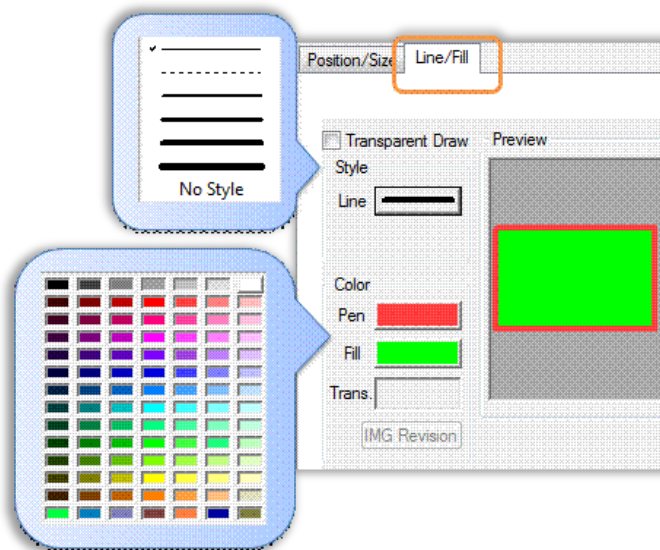 No Style
Position/Size
Line/Fill
Transparent Draw
Preview
Style
Line
Color
Pen
Fill
Trans.
IMG Revision